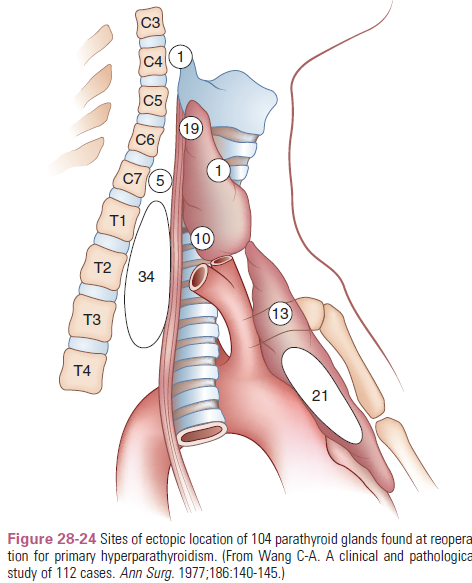 C3
C4
1
C5
19
C6
1
C7
5
T1
10
T2
34
T3
13
T4
21
Figure 28-24 Sites of ectopic location of 104 parathyroid glands found at reopera-
tion for primary hyperparathyroidism. (From Wang C-A. A clinical and pathological
study of 112 cases. Ann Surg. 1977;186:140-145.)